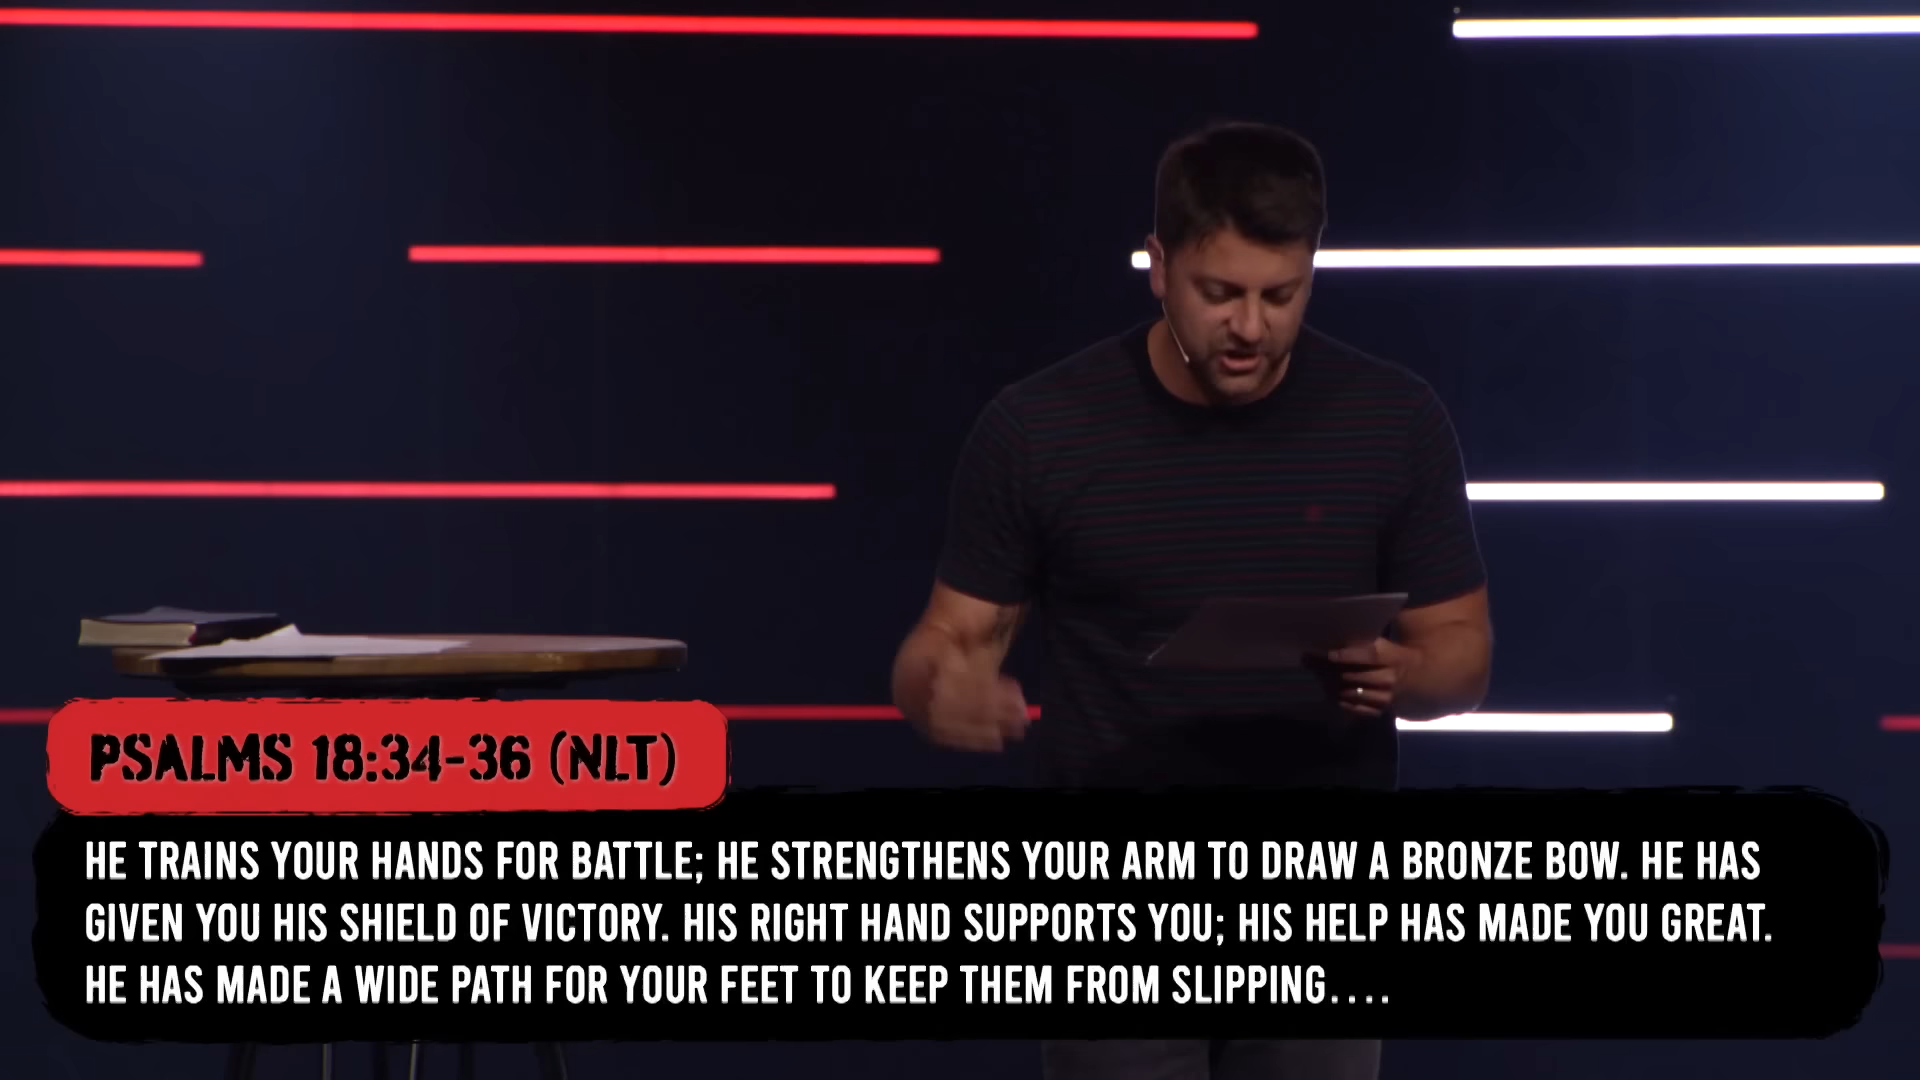 PSALMS 18:34-36 (NLT)
HE TRAINS YOUR HANDS FOR BATTLE; HE STRENGTHENS YOUR ARM TO DRAW A BRONZE BOW. HE HAS
GIVEN YOU HIS SHIELD OF VICTORY. HIS RIGHT HAND SUPPORTS YOU; HIS HELP HAS MADE YOU GREAT.
HE HAS MADE A WIDE PATH FOR YOUR FEET TO KEEP THEM FROM SLIPPING....